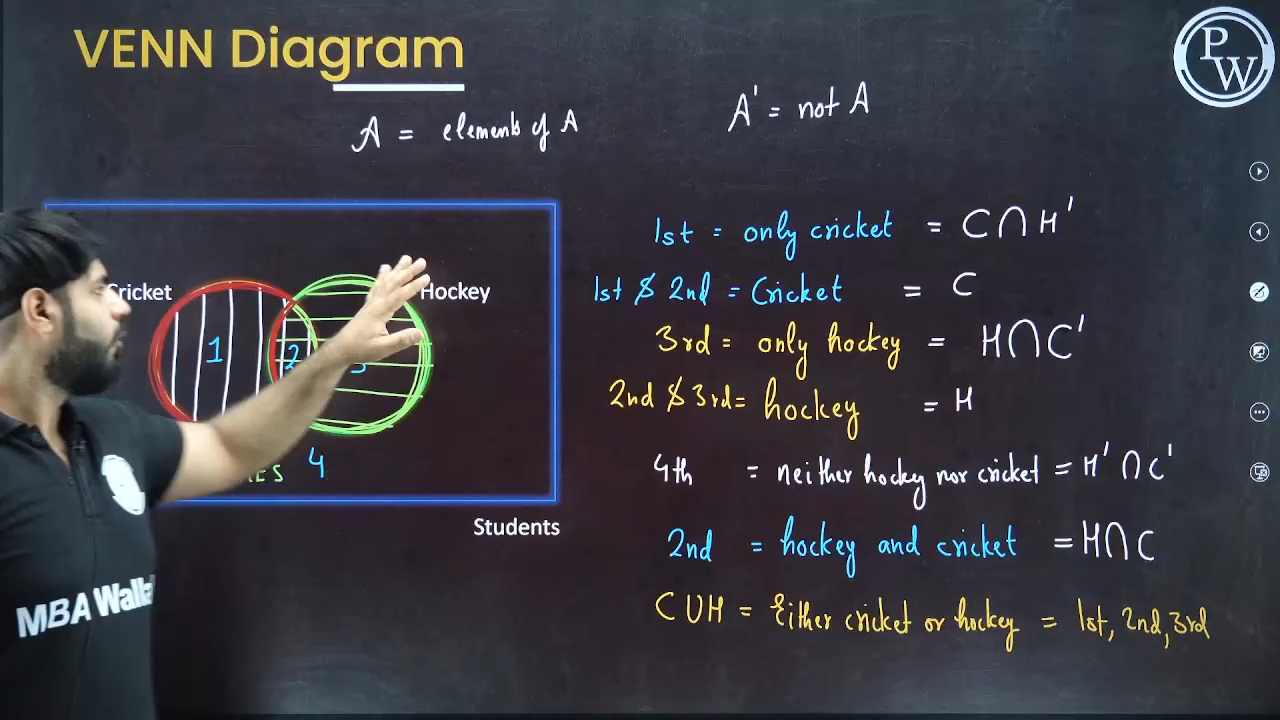 VENN Diagram
PW
A = elements of A
A' = not A
Cricket
Hockey
1
2
3
4
Students
1st = only cricket = C∩H'
1st & 2nd = Cricket = C
3rd = only hockey = H∩C'
2nd & 3rd = hockey = H
4th = neither hockey nor cricket = H'∩C'
2nd = hockey and cricket = H∩C
CUH = Either cricket or hockey = 1st, 2nd, 3rd
MBA Walla